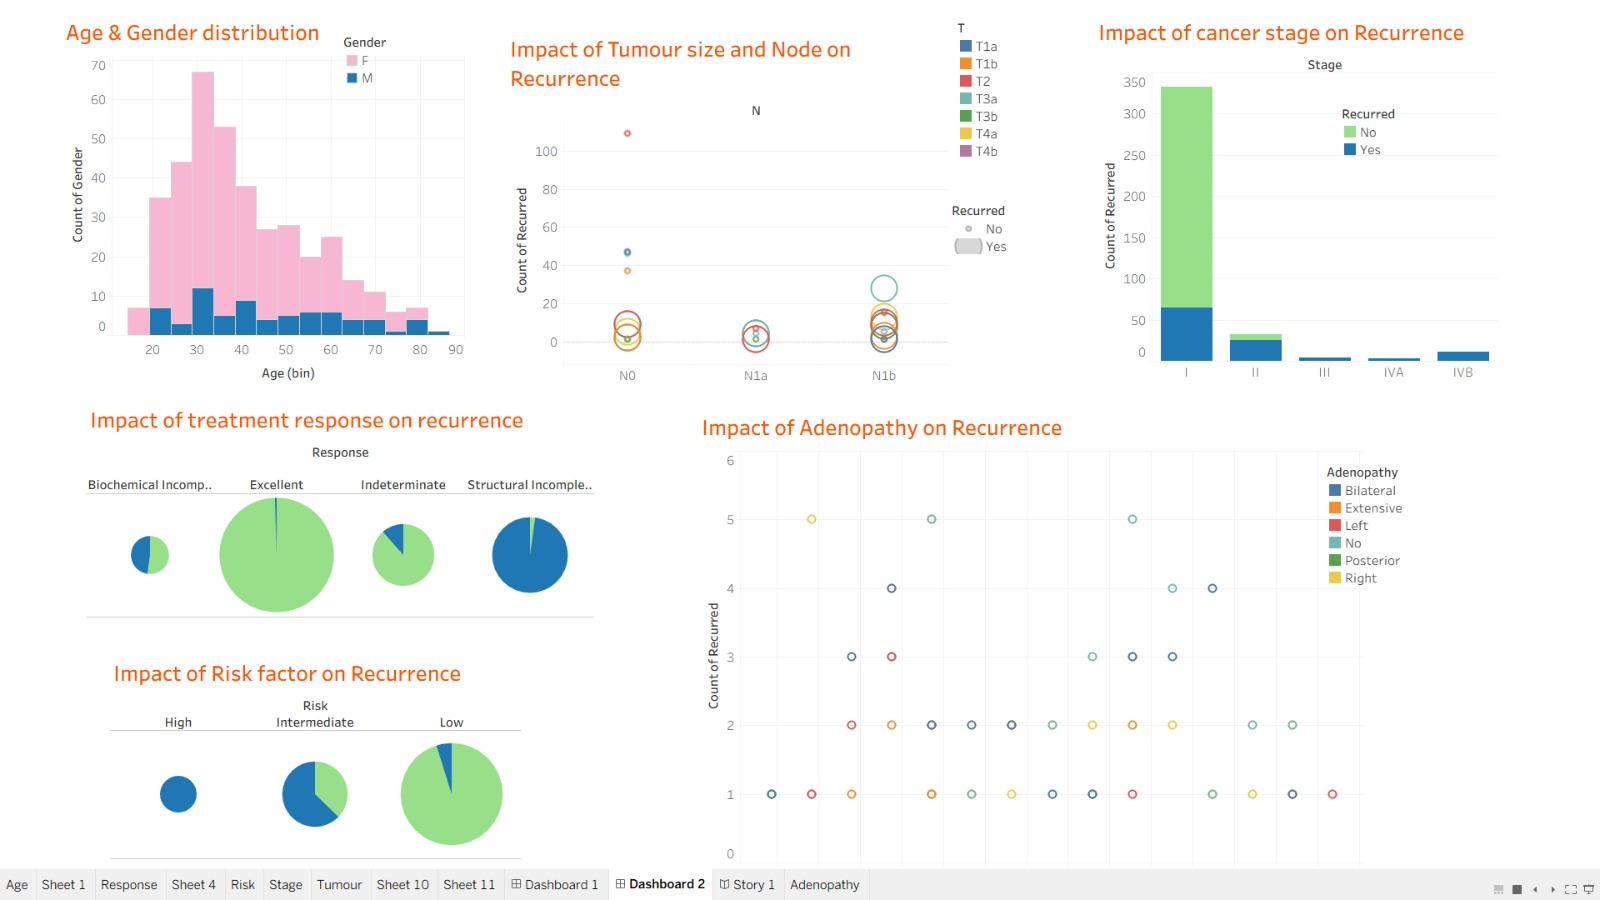 Age & Gender distribution
Gender
F
M
70
60
50
40
30
20
10
0
Count of Gender
20 30 40 50 60 70 80 90
Age (bin)
Impact of Tumour size and Node on
Recurrence
N
100
80
60
40
20
0
Count of Recurred
N0 N1a N1b
T
T1a
T1b
T2
T3a
T3b
T4a
T4b
Recurred
No
Yes
Impact of cancer stage on Recurrence
Stage
350
300
250
200
150
100
50
0
Count of Recurred
Recurred
No
Yes
I II III IVA IVB
Impact of treatment response on recurrence
Response
Biochemical Incomp.. Excellent Indeterminate Structural Incomple..
Impact of Risk factor on Recurrence
Risk
High Intermediate Low
Impact of Adenopathy on Recurrence
6
5
4
3
2
1
0
Count of Recurred
Adenopathy
Bilateral
Extensive
Left
No
Posterior
Right
Age Sheet 1 Response Sheet 4 Risk Stage Tumour Sheet 10 Sheet 11 Dashboard 1 Dashboard 2 Story 1 Adenopathy